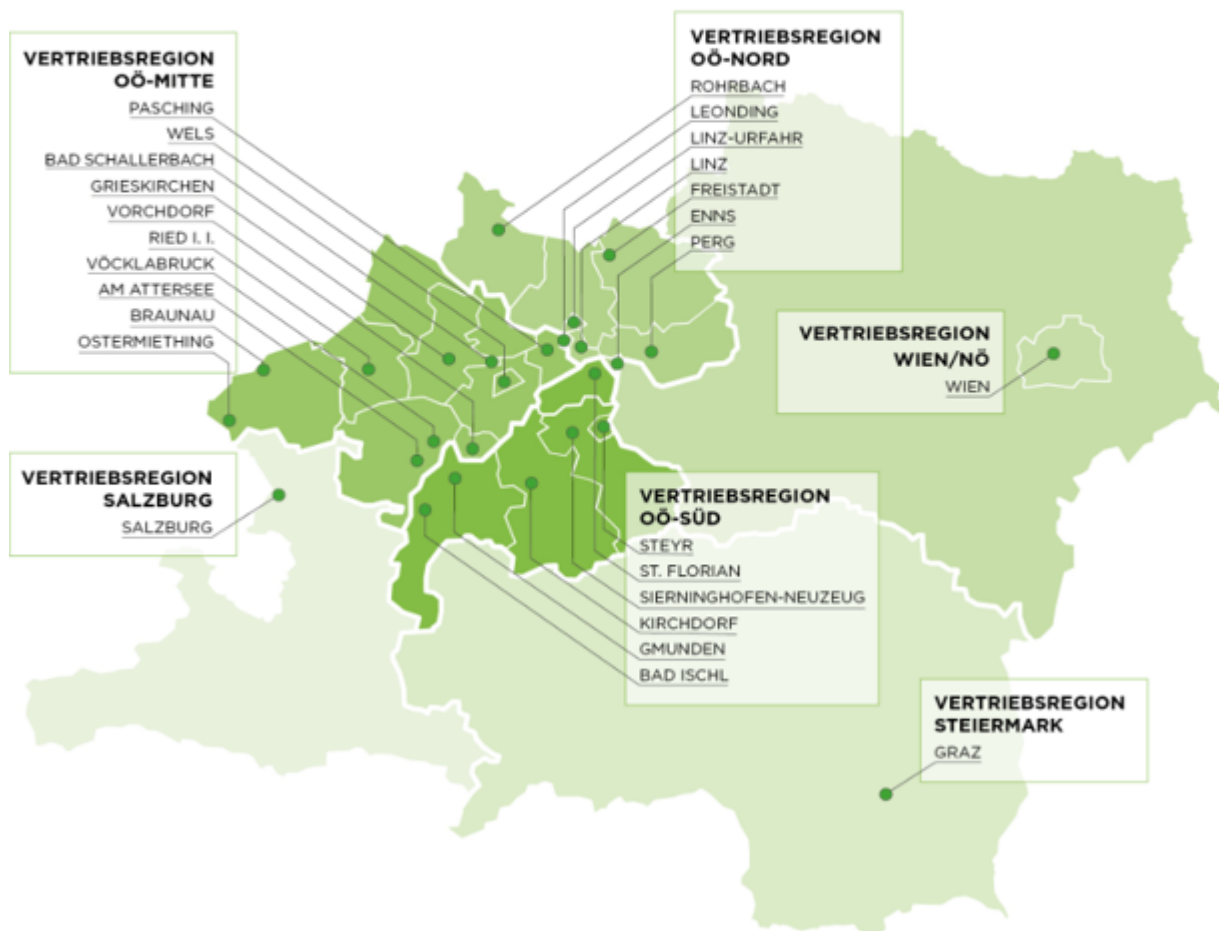 VERTRIEBSREGION
OÖ-MITTE
PASCHING
WELS
BAD SCHALLERBACH
GRIESKIRCHEN
VORCHDORF
RIED I. I.
VÖCKLABRUCK
AM ATTERSEE
BRAUNAU
OSTERMIETHING
VERTRIEBSREGION
OÖ-NORD
ROHRBACH
LEONDING
LINZ-URFAHR
LINZ
FREISTADT
ENNS
PERG
VERTRIEBSREGION
WIEN/NÖ
WIEN
VERTRIEBSREGION
SALZBURG
SALZBURG
VERTRIEBSREGION
OÖ-SÜD
STEYR
ST. FLORIAN
SIERNINGHOFEN-NEUZEUG
KIRCHDORF
GMUNDEN
BAD ISCHL
VERTRIEBSREGION
STEIERMARK
GRAZ